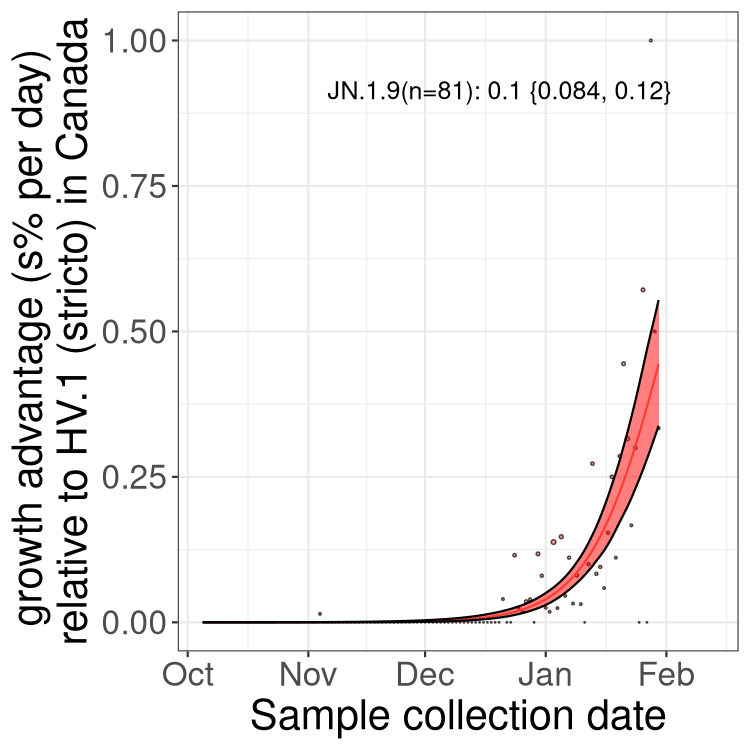 growth advantage (s% per day)
relative to HV.1 (stricto) in Canada
1.00
0.75
0.50
0.25
0.00
JN.1.9(n=81): 0.1 {0.084, 0.12}
Oct Nov Dec Jan Feb
Sample collection date